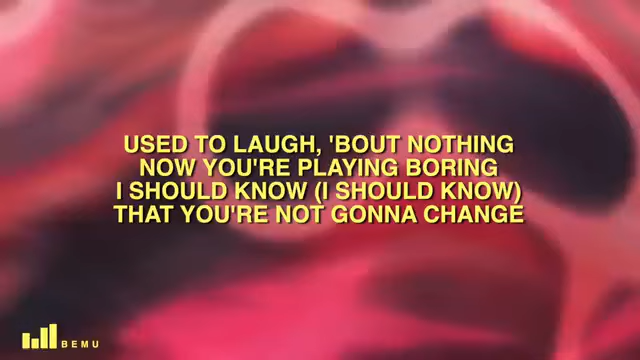 USED TO LAUGH, 'BOUT NOTHING
NOW YOU'RE PLAYING BORING
I SHOULD KNOW (I SHOULD KNOW)
THAT YOU'RE NOT GONNA CHANGE
BEMU